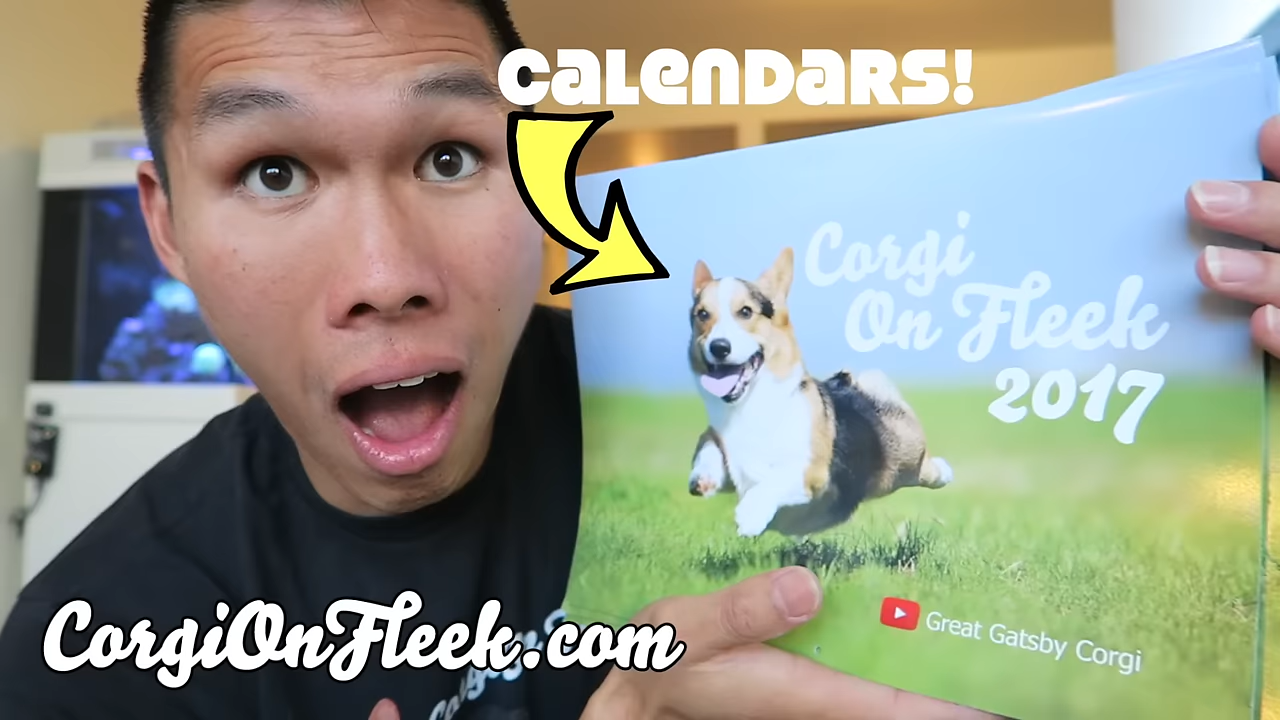 CALENDARS!
Corgi
On Fleek
2017
Great Gatsby Corgi
CorgiOnFleek.com